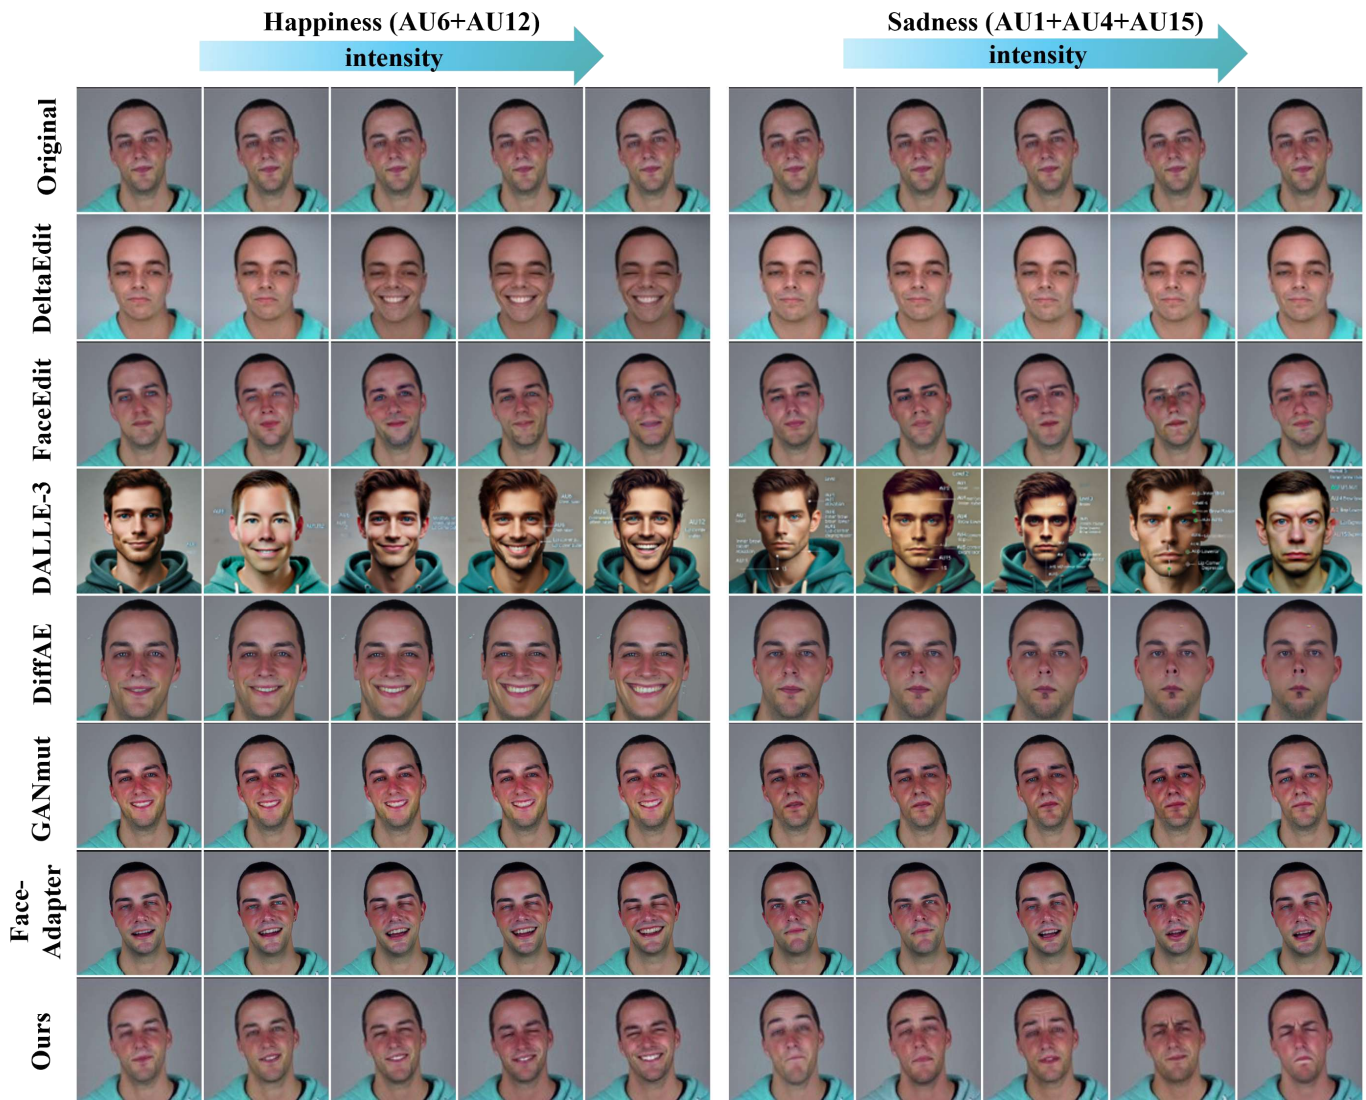 Happiness (AU6+AU12)
intensity
Sadness (AU1+AU4+AU15)
intensity
Original
DeltaEdit
FaceEdit
DALLE-3
DiffAE
GANmut
Face-
Adapter
Ours